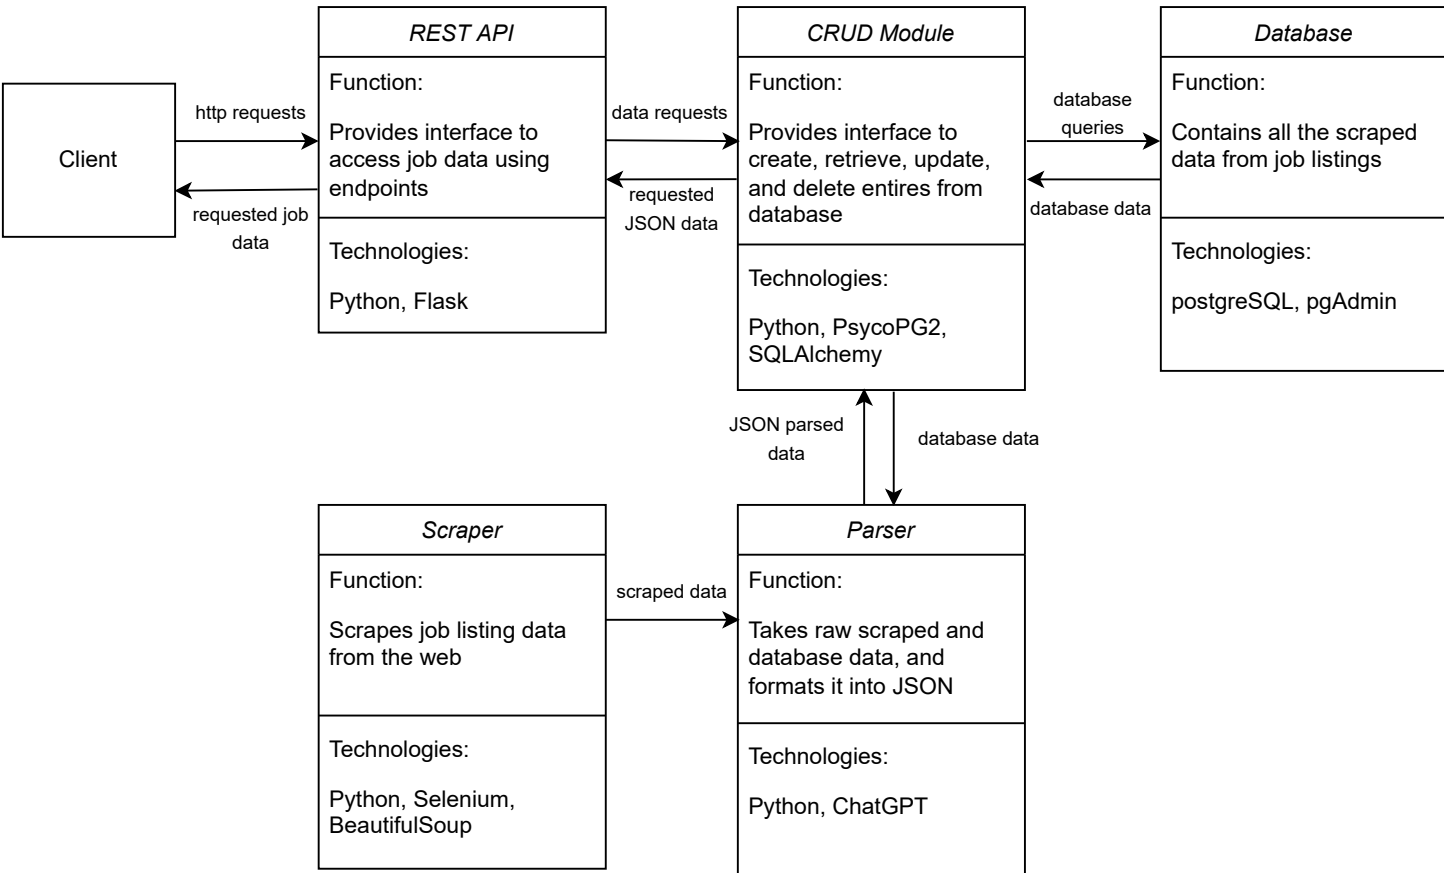 REST API
Function:
Provides interface to
access job data using
endpoints
Technologies:
Python, Flask
CRUD Module
Function:
Provides interface to
create, retrieve, update,
and delete entires from
database
Technologies:
Python, PsycoPG2,
SQLAlchemy
Database
Function:
Contains all the scraped
data from job listings
Technologies:
postgreSQL, pgAdmin
Client
http requests
requested job
data
data requests
requested
JSON data
database
queries
database data
JSON parsed
data
database data
Scraper
Function:
Scrapes job listing data
from the web
Technologies:
Python, Selenium,
BeautifulSoup
scraped data
Parser
Function:
Takes raw scraped and
database data, and
formats it into JSON
Technologies:
Python, ChatGPT